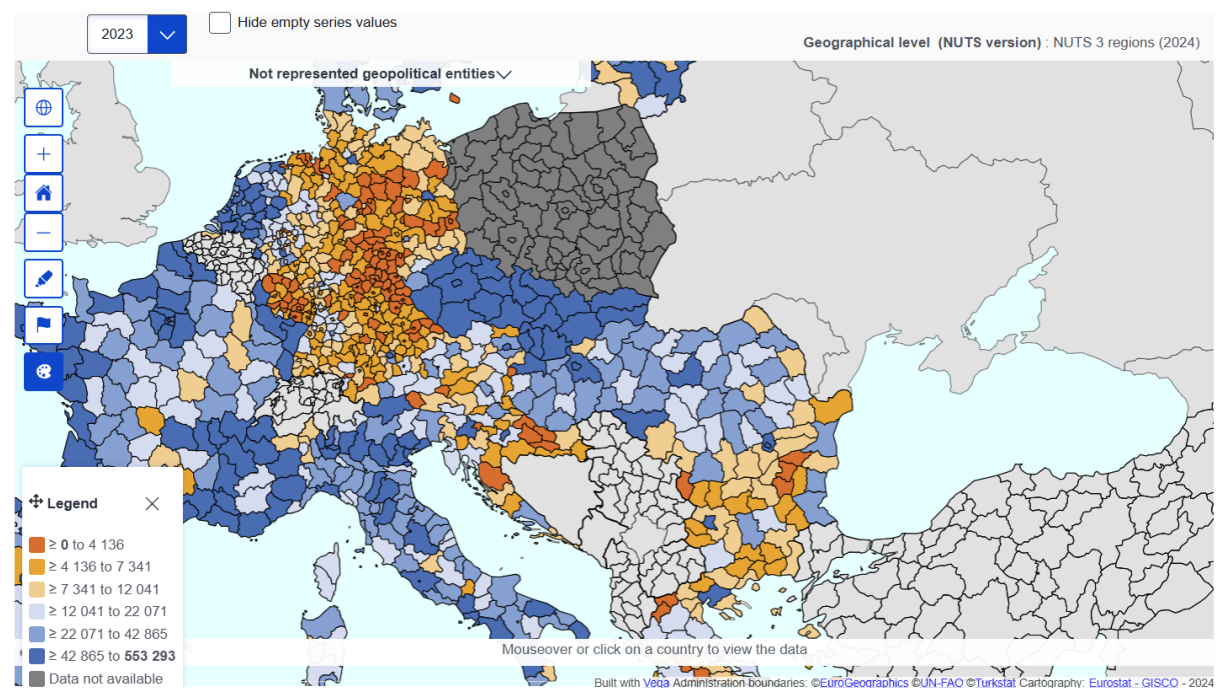 2023
Hide empty series values
Geographical level (NUTS version) : NUTS 3 regions (2024)
Not represented geopolitical entities
Legend
≥ 0 to 4 136
≥ 4 136 to 7 341
≥ 7 341 to 12 041
≥ 12 041 to 22 071
≥ 22 071 to 42 865
≥ 42 865 to 553 293
Data not available
Mouseover or click on a country to view the data
Built with Vega Administration boundaries: ©EuroGeographics ©UN-FAO ©Turkstat Cartography: Eurostat - GISCO - 2024